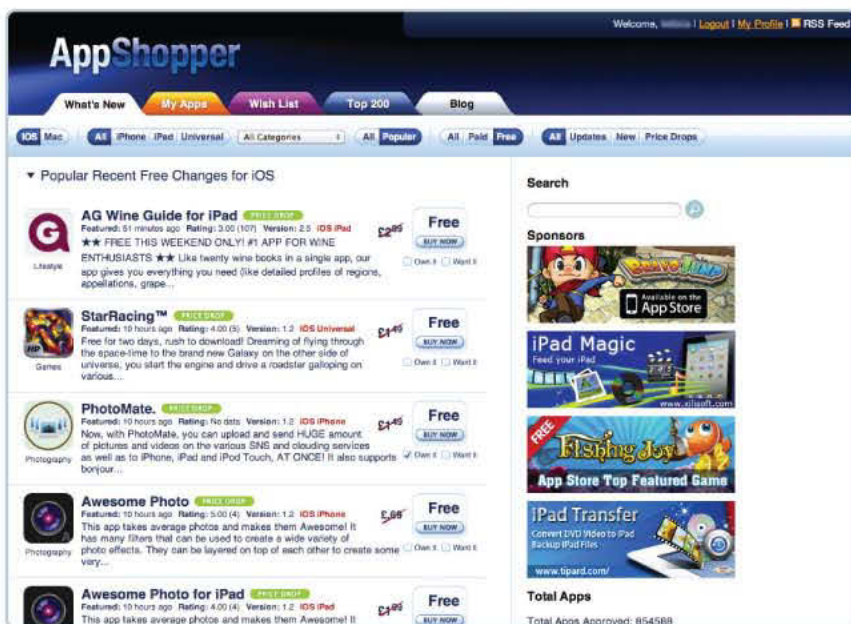 Welcome, | Logout | My Profile | RSS Feed
AppShopper
What's New My Apps Wish List Top 200 Blog
iOS Mac All iPhone iPad Universal All Categories All Popular All Paid Free All Updates New Price Drops
▼ Popular Recent Free Changes for iOS
AG Wine Guide for iPad PRICE DROP
Featured: 51 minutes ago Rating: 3.00 (107) Version: 2.5 iOS iPad
★★ FREE THIS WEEKEND ONLY! #1 APP FOR WINE
ENTHUSIASTS ★★ Like twenty wine books in a single app, our
app gives you everything you need (like detailed profiles of regions,
appellations, grape...
Lifestyle
Free
BUY NOW
Own it Want it
StarRacing™ PRICE DROP
Featured: 10 hours ago Rating: 4.00 (5) Version: 1.2 iOS Universal
Free for two days, rush to download! Dreaming of flying through
the space-time to the brand new Galaxy on the other side of
universe, you start the engine and drive a roadster galloping on
various...
HD
Games
£1.49
Free
BUY NOW
Own it Want it
PhotoMate. PRICE DROP
Featured: 10 hours ago Rating: No data Version: 1.2 iOS iPhone
Now, with PhotoMate, you can upload and send HUGE amount
of pictures and videos on the various SNS and clouding services
as well as to iPhone, iPad and iPod Touch, AT ONCE! It also supports
bonjour...
Photography
£1.49
Free
BUY NOW
Own it Want it
Awesome Photo PRICE DROP
Featured: 10 hours ago Rating: 5.00 (4) Version: 1.2 iOS iPhone
This app takes average photos and makes them Awesome! It
has many filters that can be used to create a wide variety of
photo effects. They can be layered on top of each other to create some
very...
Photography
£.69
Free
BUY NOW
Own it Want it
Awesome Photo for iPad PRICE DROP
Featured: 10 hours ago Rating: 4.00 (4) Version: 1.2 iOS iPad
This app takes average photos and makes them Awesome! It
Free
BUY NOW
Search
Sponsors
BRAVO JUMP
Available on the
App Store
iPad Magic
Feed your iPad
www.xilisoft.com
FREE
Fishing Joy
App Store Top Featured Game
iPad Transfer
Convert DVD Video to iPad
Backup iPad Files
www.tipard.com/
Total Apps
Total Apps Approved: 854588